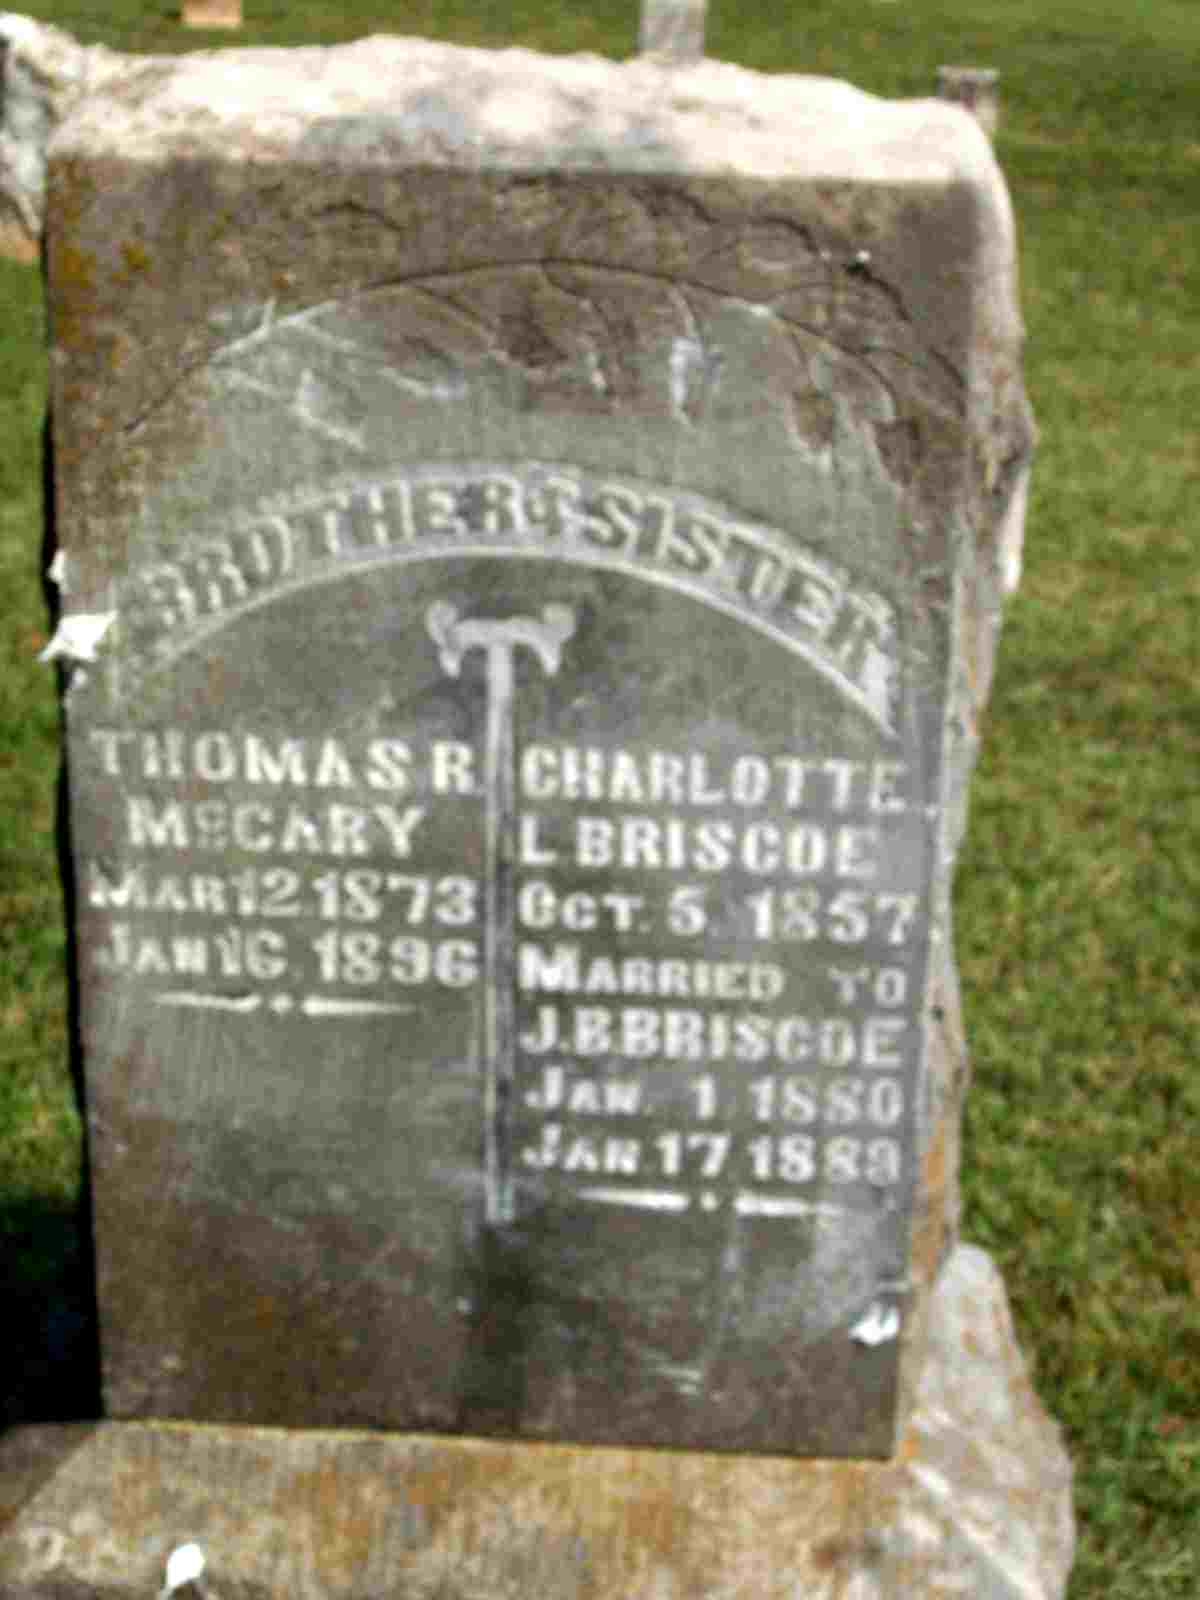 BROTHER & SISTER
THOMAS R.
McCARY
MAR 12. 1873
JAN 16. 1896
CHARLOTTE
L BRISCOE
OCT. 5. 1857
MARRIED TO
J.B.BRISCOE
JAN. 1 1880
JAN 17 1889